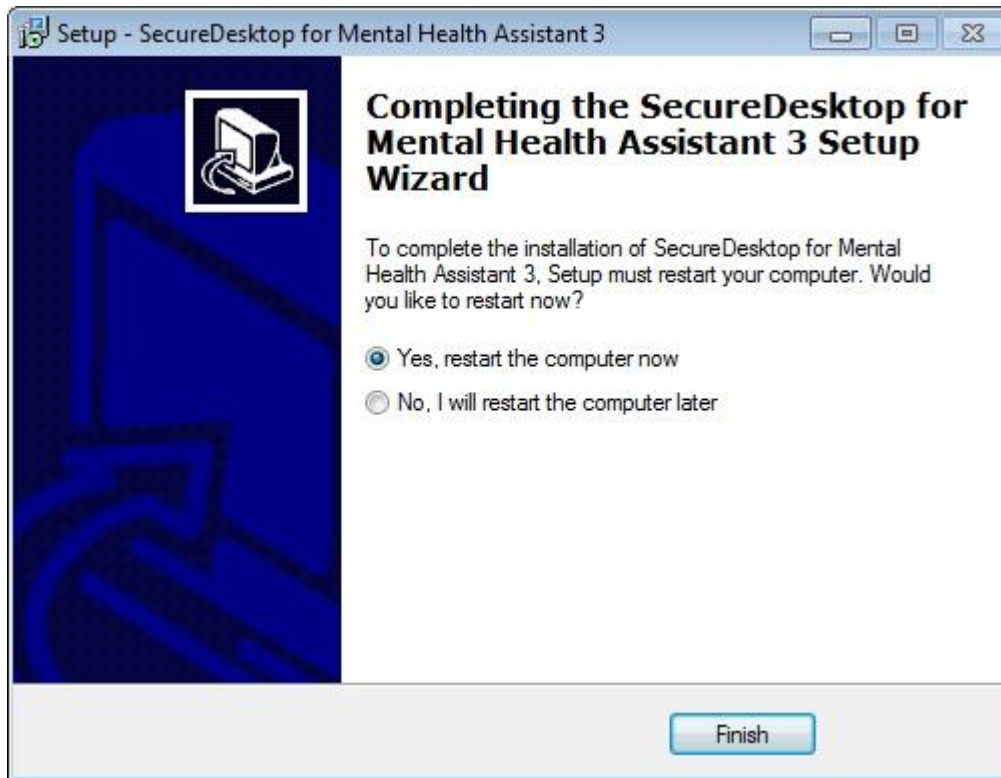 Setup - SecureDesktop for Mental Health Assistant 3
Completing the SecureDesktop for
Mental Health Assistant 3 Setup
Wizard
To complete the installation of SecureDesktop for Mental
Health Assistant 3, Setup must restart your computer. Would
you like to restart now?
Yes, restart the computer now
No, I will restart the computer later
Finish